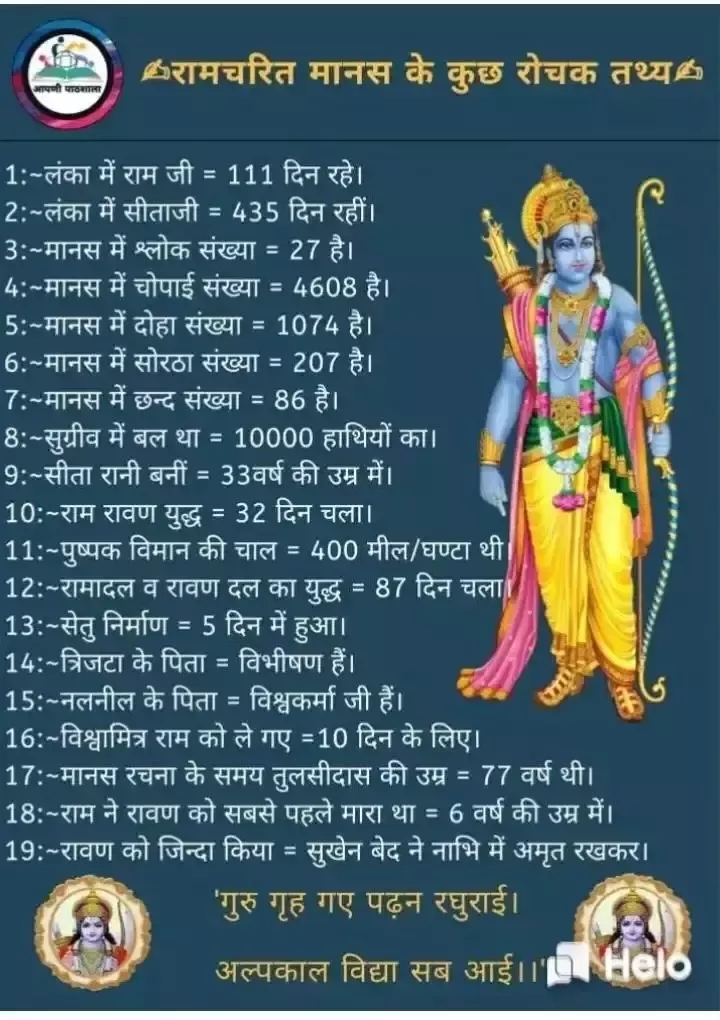 आपणी पाठशाला
✍रामचरित मानस के कुछ रोचक तथ्य✍
1:~लंका में राम जी = 111 दिन रहे।
2:~लंका में सीताजी = 435 दिन रहीं।
3:~मानस में श्लोक संख्या = 27 है।
4:~मानस में चोपाई संख्या = 4608 है।
5:~मानस में दोहा संख्या = 1074 है।
6:~मानस में सोरठा संख्या = 207 है।
7:~मानस में छन्द संख्या = 86 है।
8:~सुग्रीव में बल था = 10000 हाथियों का।
9:~सीता रानी बनीं = 33वर्ष की उम्र में।
10:~राम रावण युद्ध = 32 दिन चला।
11:~पुष्पक विमान की चाल = 400 मील/घण्टा थी।
12:~रामादल व रावण दल का युद्ध = 87 दिन चला।
13:~सेतु निर्माण = 5 दिन में हुआ।
14:~त्रिजटा के पिता = विभीषण हैं।
15:~नलनील के पिता = विश्वकर्मा जी हैं।
16:~विश्वामित्र राम को ले गए =10 दिन के लिए।
17:~मानस रचना के समय तुलसीदास की उम्र = 77 वर्ष थी।
18:~राम ने रावण को सबसे पहले मारा था = 6 वर्ष की उम्र में।
19:~रावण को जिन्दा किया = सुखेन बेद ने नाभि में अमृत रखकर।
'गुरु गृह गए पढ़न रघुराई।
अल्पकाल विद्या सब आई।।'
Helo